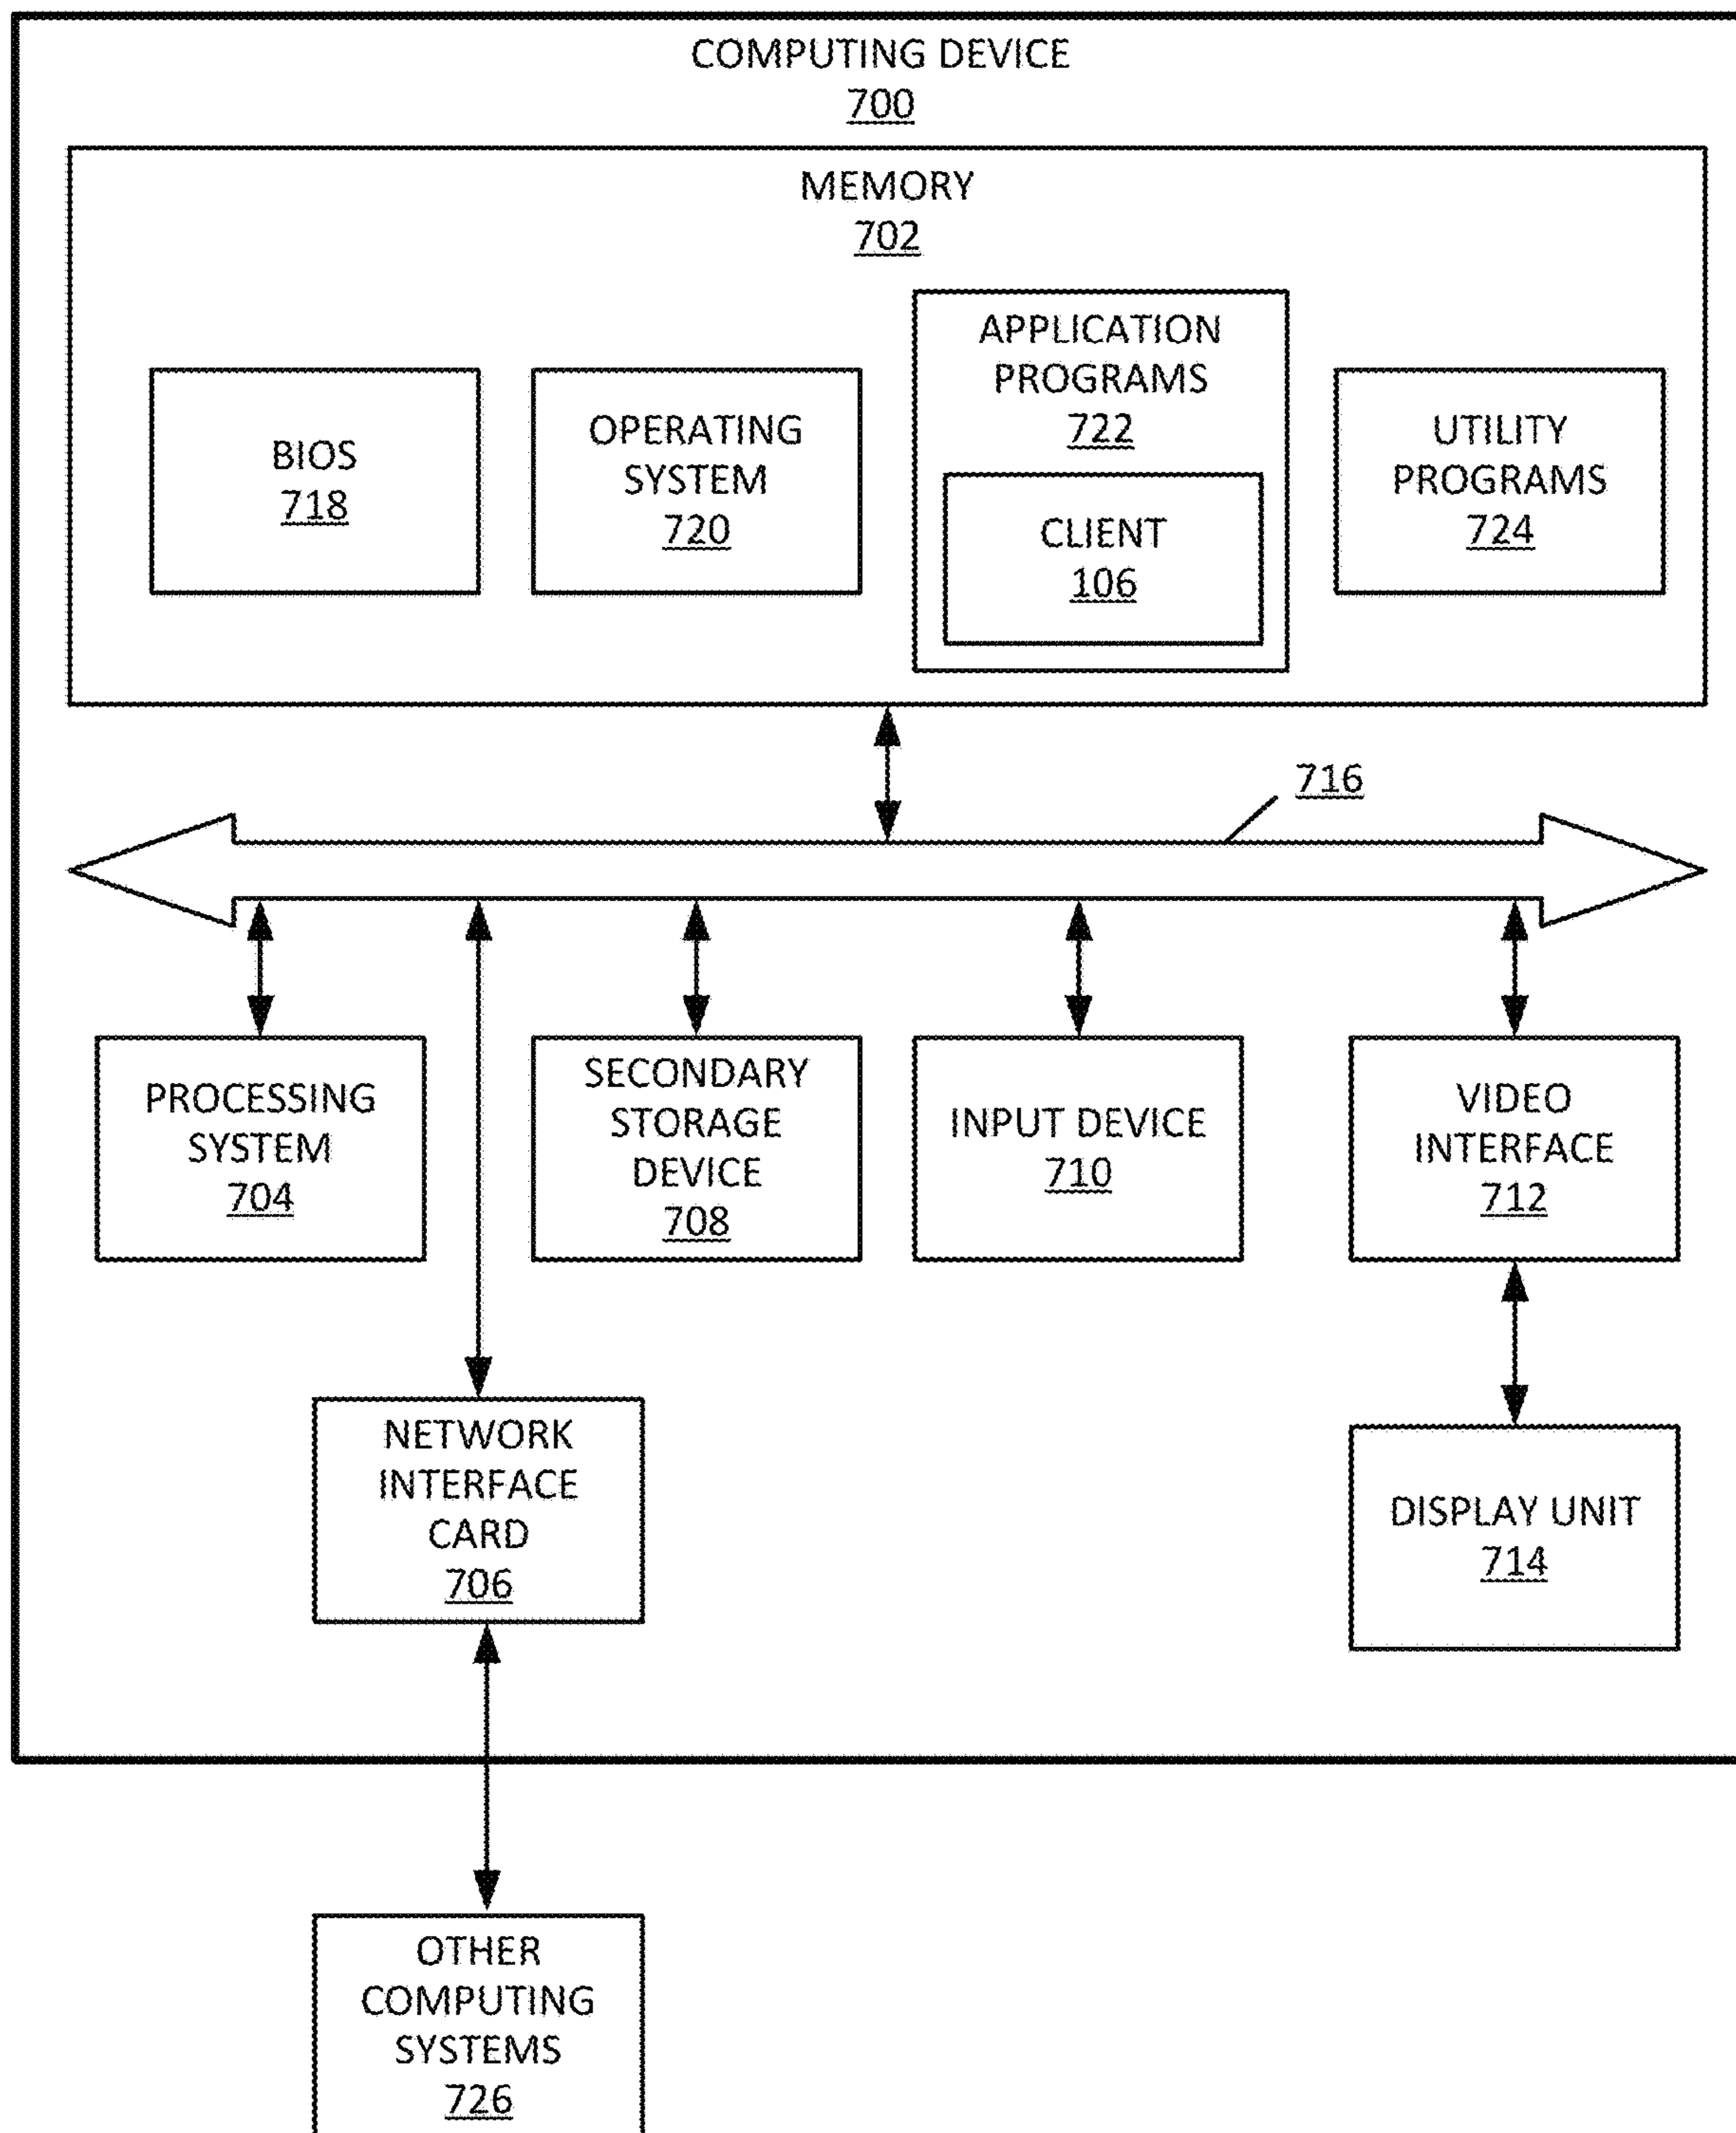 COMPUTING DEVICE
700
MEMORY
702
BIOS
718
OPERATING
SYSTEM
720
APPLICATION
PROGRAMS
722
CLIENT
106
UTILITY
PROGRAMS
724
716
PROCESSING
SYSTEM
704
SECONDARY
STORAGE
DEVICE
708
INPUT DEVICE
710
VIDEO
INTERFACE
712
NETWORK
INTERFACE
CARD
706
DISPLAY UNIT
714
OTHER
COMPUTING
SYSTEMS
726